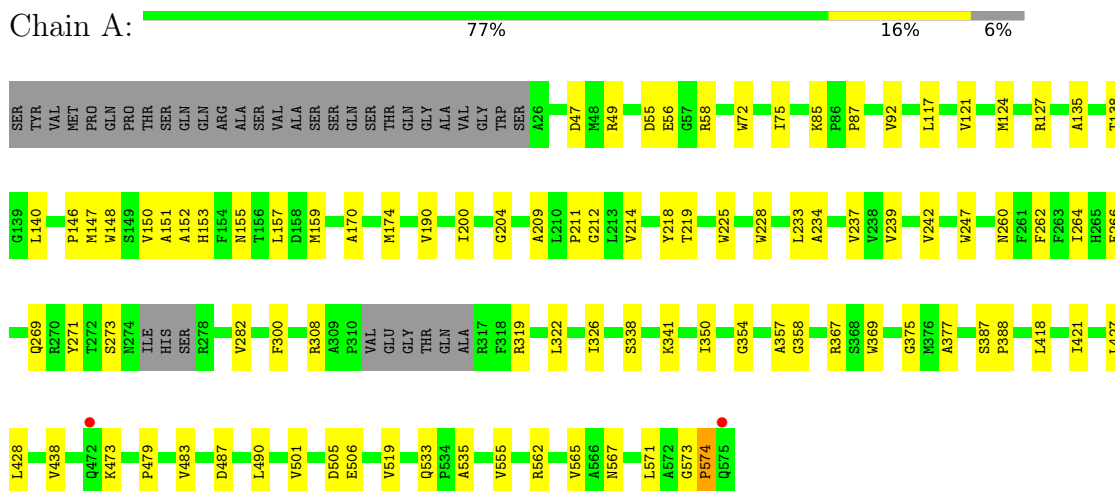 Chain A:
77% 16% 6%
SER TYR VAL MET PRO GLN PRO THR SER GLN GLN ARG ALA SER VAL ALA SER SER GLN SER THR GLN GLY ALA VAL GLY TRP SER A26 D47 M48 R49 D55 E56 G57 R58 W72 I75 K85 P86 P87 V92 L117 V121 M124 R127 A135 T138
G139 L140 P146 M147 W148 S149 V150 A151 A152 H153 F154 N155 T156 L157 D158 M159 A170 M174 V190 I200 G204 A209 L210 P211 G212 L213 V214 Y218 T219 W225 W228 L233 A234 V237 V238 V239 V242 W247 N260 F261 F262 F263 I264 H265
Q269 R270 Y271 T272 S273 N274 ILE HIS SER R278 V282 F300 R308 A309 P310 VAL GLU GLY THR GLN ALA R317 F318 R319 L322 I326 S338 K341 I350 G354 A357 G358 R367 S368 W369 G375 M376 A377 S387 P388 L418 I421 L427
L428 V438 Q472 K473 P479 V483 D487 L490 V501 D505 E506 V519 Q533 P534 A535 V555 R562 V565 A566 N567 L571 A572 G573 P574 Q575